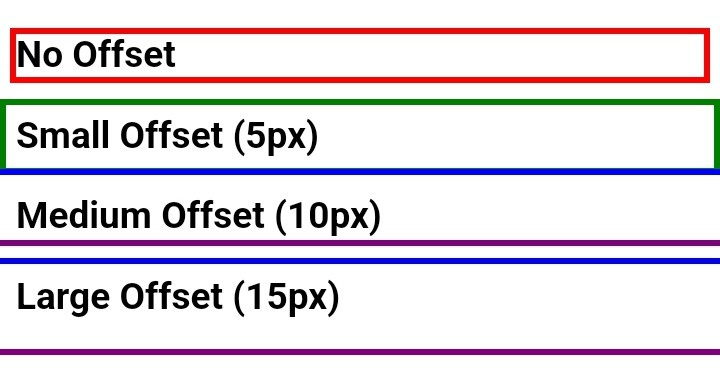 No Offset
Small Offset (5px)
Medium Offset (10px)
Large Offset (15px)